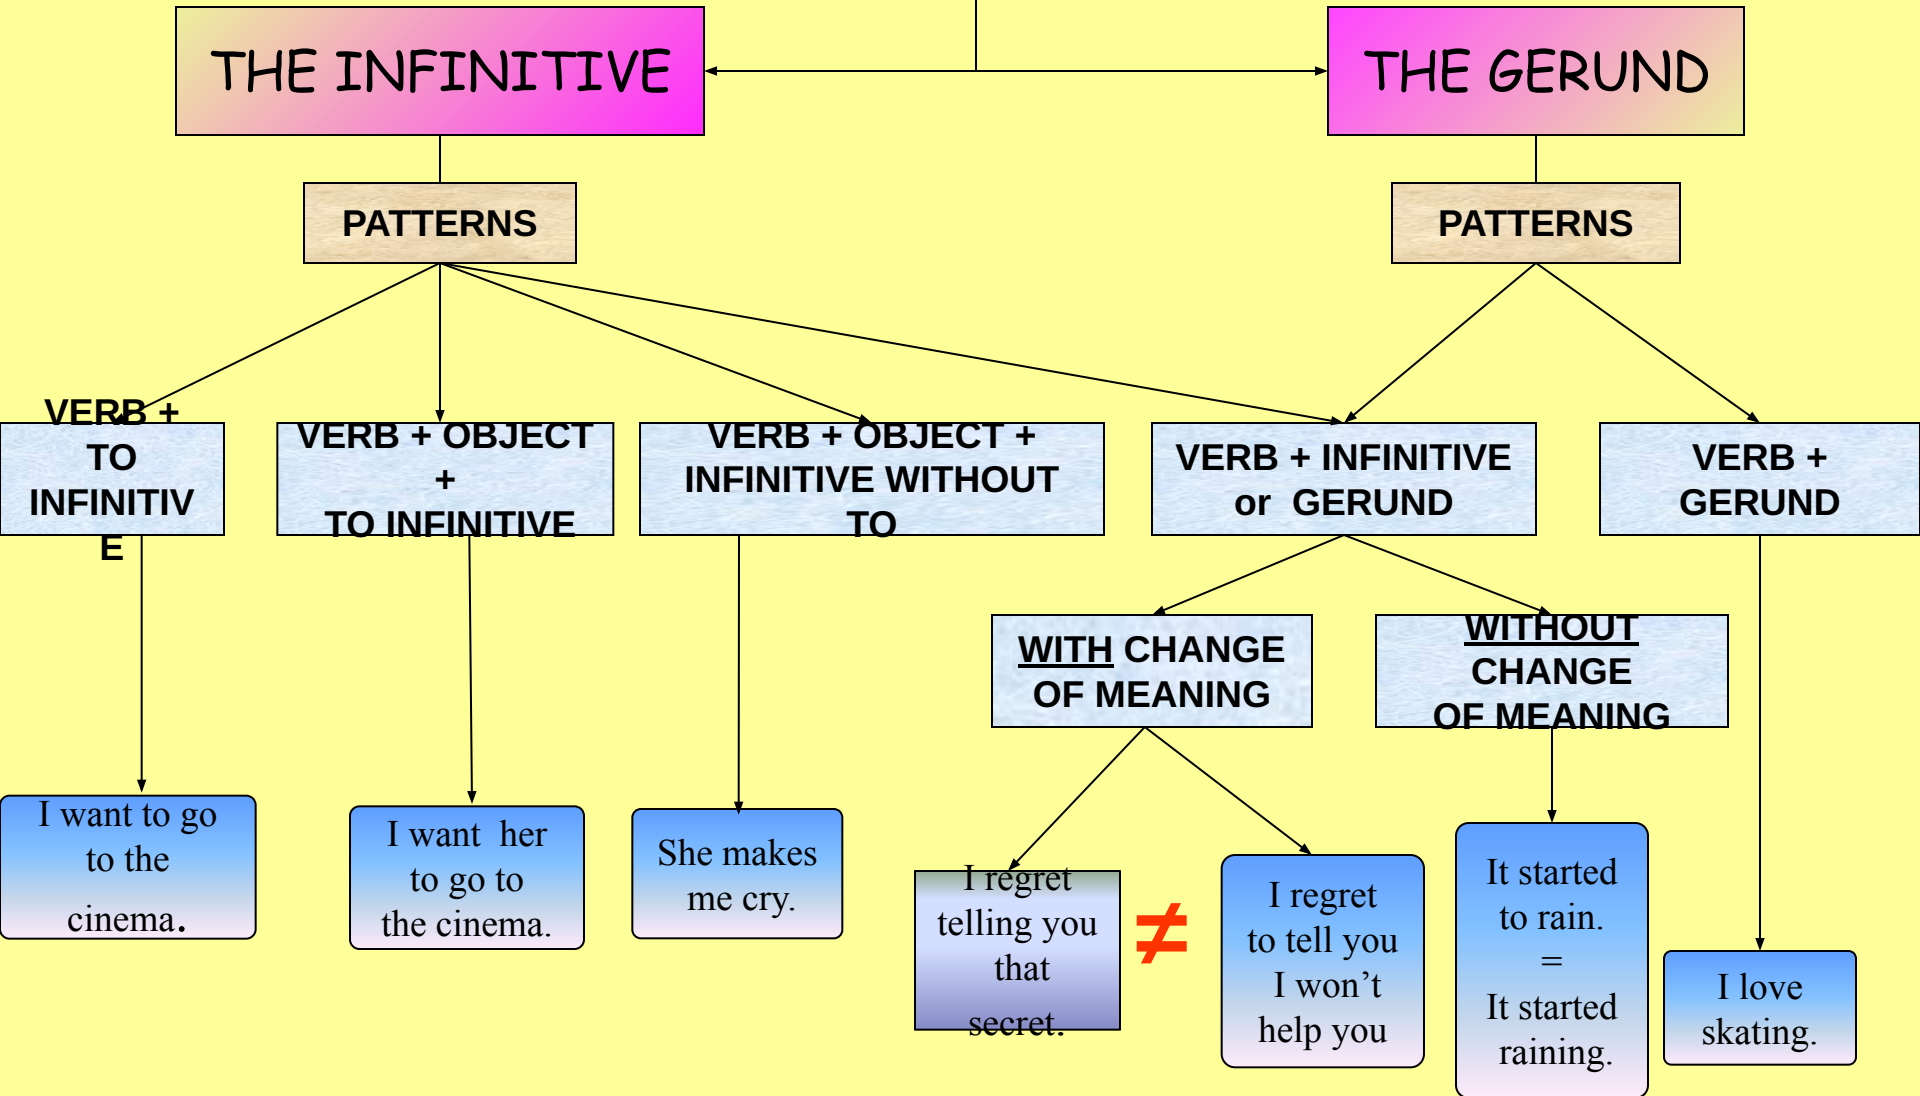 THE INFINITIVE
THE GERUND
PATTERNS
PATTERNS
VERB +
TO
INFINITIV
E
VERB + OBJECT
+
TO INFINITIVE
VERB + OBJECT +
INFINITIVE WITHOUT
TO
VERB + INFINITIVE
or GERUND
VERB +
GERUND
WITH CHANGE
OF MEANING
WITHOUT
CHANGE
OF MEANING
I want to go
to the
cinema.
I want her
to go to
the cinema.
She makes
me cry.
I regret
telling you
that
secret.
≠
I regret
to tell you
I won’t
help you
It started
to rain.
=
It started
raining.
I love
skating.